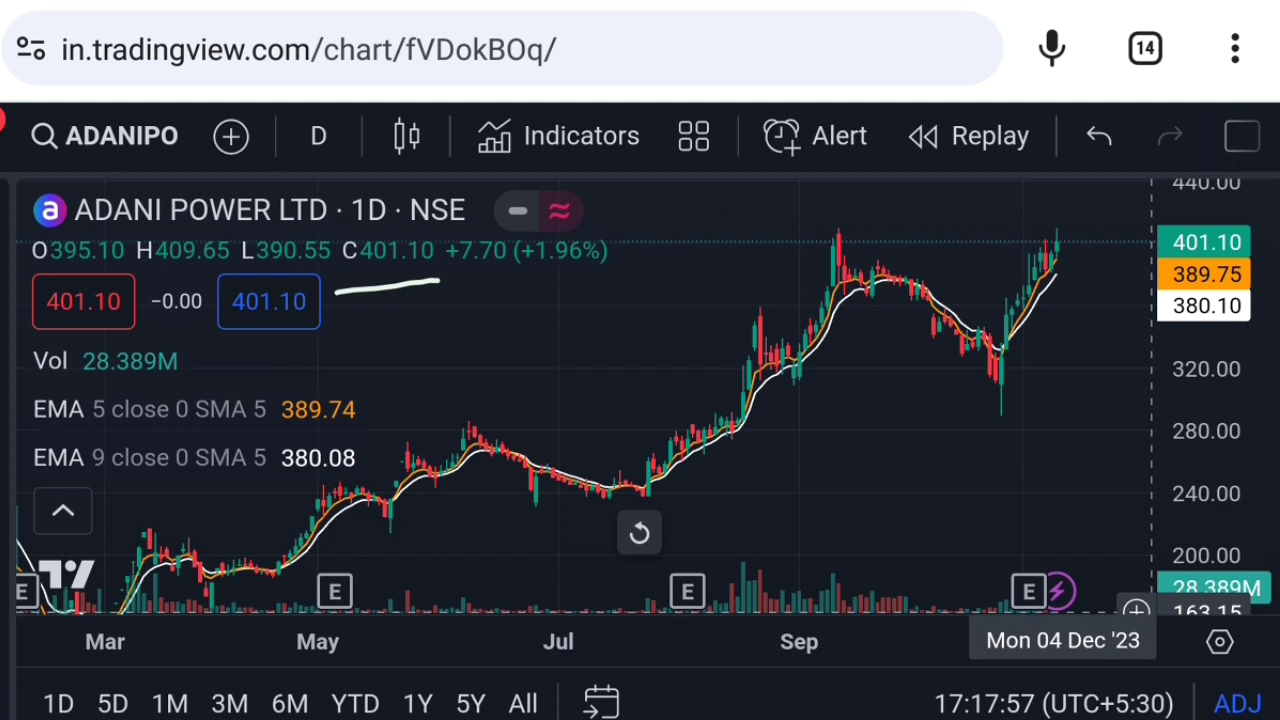 in.tradingview.com/chart/fVDokBOq/
14
ADANIPO
D
Indicators
Alert
Replay
a ADANI POWER LTD · 1D · NSE
O395.10 H409.65 L390.55 C401.10 +7.70 (+1.96%)
401.10 −0.00 401.10
Vol 28.389M
EMA 5 close 0 SMA 5 389.74
EMA 9 close 0 SMA 5 380.08
440.00
401.10
389.75
380.10
320.00
280.00
240.00
200.00
28.389M
163.15
E
E
E
E
Mar
May
Jul
Sep
Mon 04 Dec '23
1D 5D 1M 3M 6M YTD 1Y 5Y All
17:17:57 (UTC+5:30)
ADJ